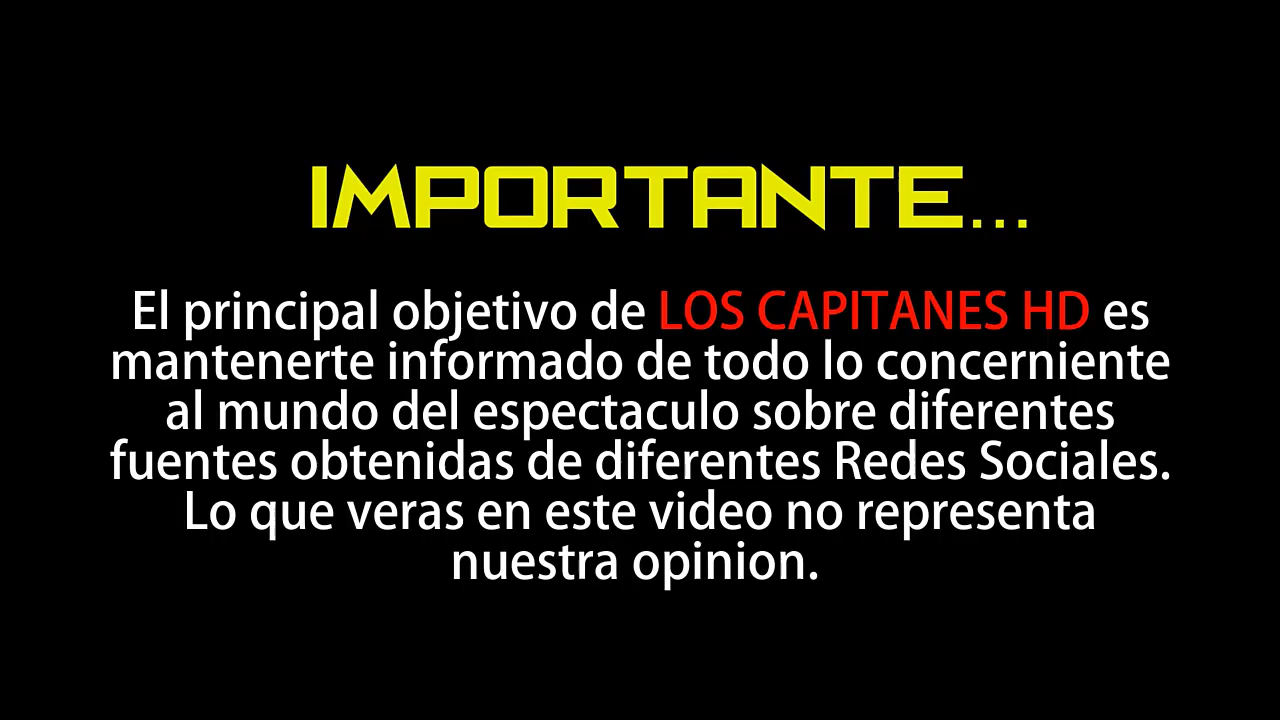 IMPORTANTE...
El principal objetivo de LOS CAPITANES HD es
mantenerte informado de todo lo concerniente
al mundo del espectaculo sobre diferentes
fuentes obtenidas de diferentes Redes Sociales.
Lo que veras en este video no representa
nuestra opinion.